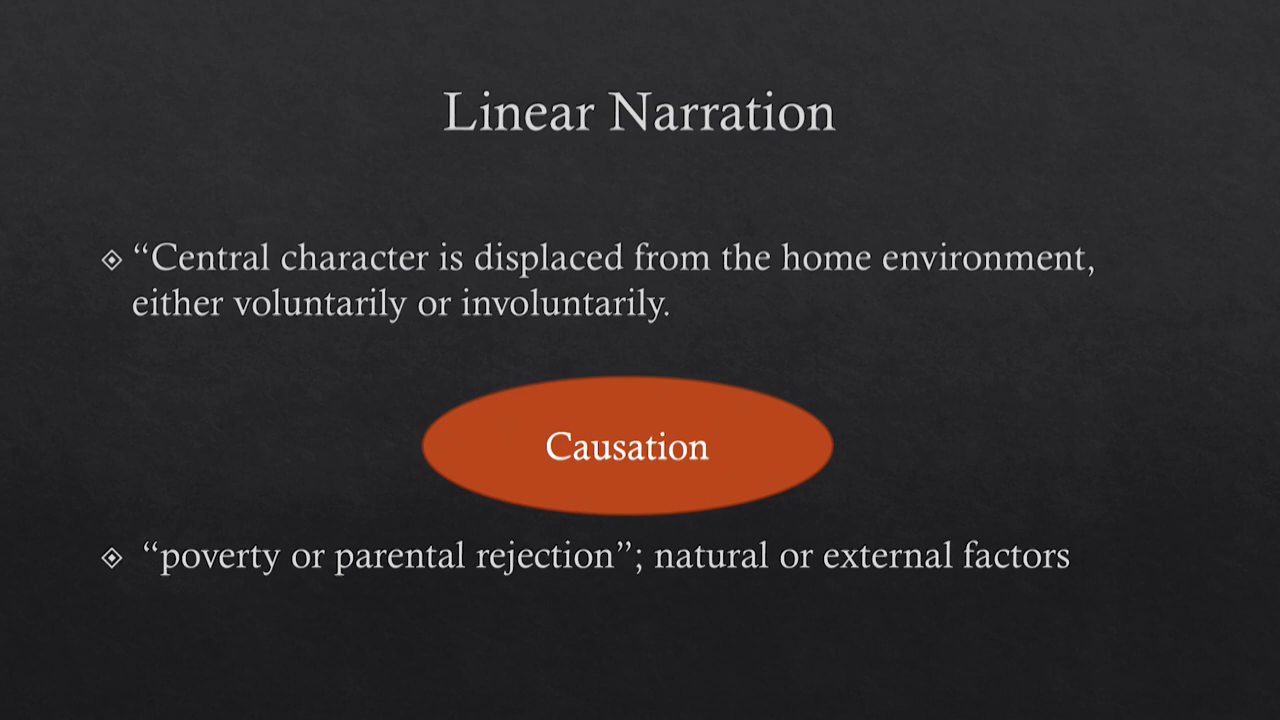 Linear Narration
“Central character is displaced from the home environment,
either voluntarily or involuntarily.
Causation
“poverty or parental rejection”; natural or external factors